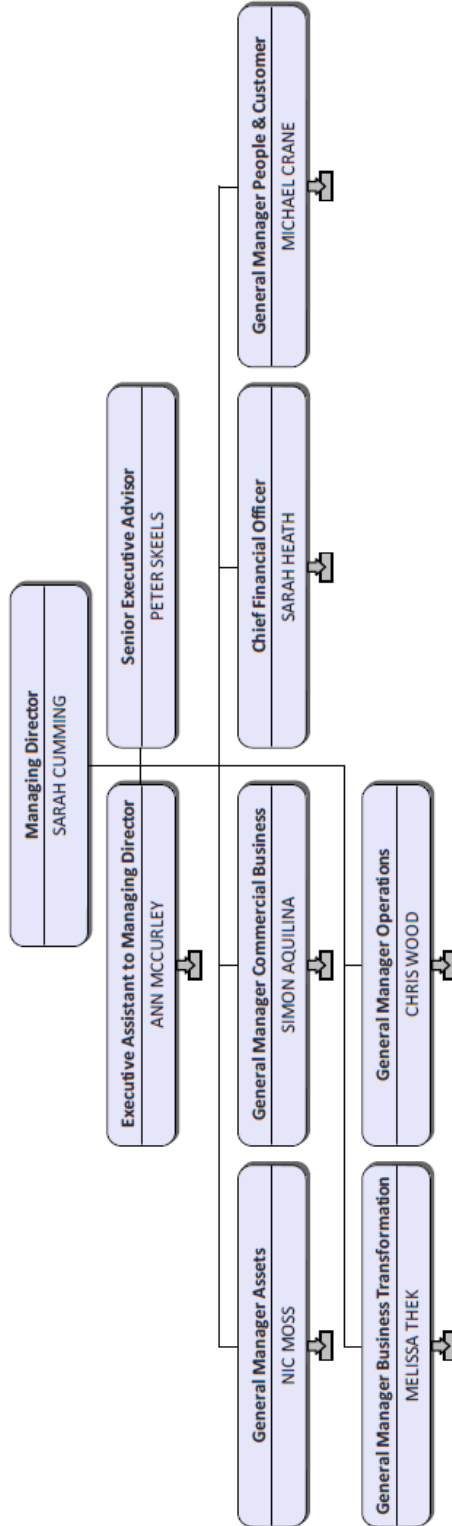 Managing Director
SARAH CUMMING
Executive Assistant to Managing Director
ANN MCCURLEY
Senior Executive Advisor
PETER SKEELS
General Manager Assets
NIC MOSS
General Manager Commercial Business
SIMON AQUILINA
Chief Financial Officer
SARAH HEATH
General Manager People & Customer
MICHAEL CRANE
General Manager Business Transformation
MELISSA THEK
General Manager Operations
CHRIS WOOD